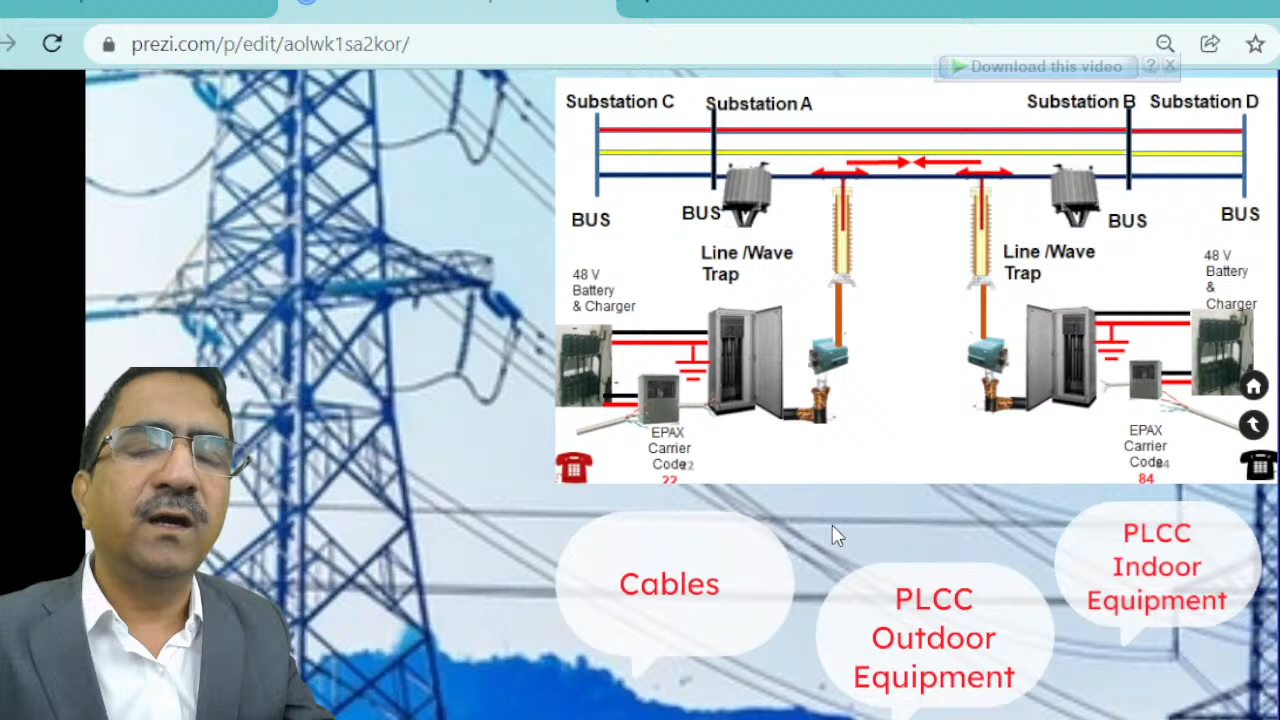 prezi.com/p/edit/aolwk1sa2kor/
Download this video
?
X
Substation C
Substation A
Substation B
Substation D
BUS
BUS
BUS
BUS
Line /Wave
Trap
Line /Wave
Trap
48 V
Battery
& Charger
48 V
Battery
&
Charger
EPAX
Carrier
Code
22
22
EPAX
Carrier
Code
84
84
Cables
PLCC
Outdoor
Equipment
PLCC
Indoor
Equipment